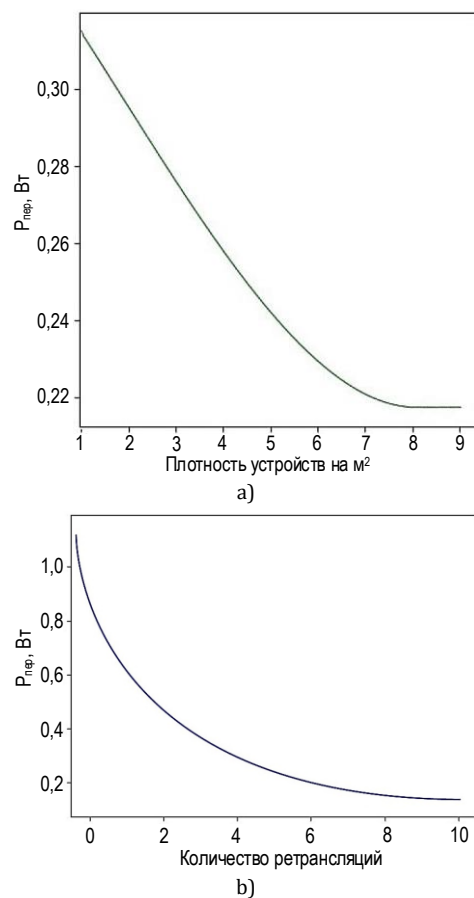 0,30
0,28
0,26
0,24
0,22
Pпер, Вт
1 2 3 4 5 6 7 8 9
Плотность устройств на м²
a)
1,0
0,8
0,6
0,4
0,2
Pпер, Вт
0 2 4 6 8 10
Количество ретрансляций
b)